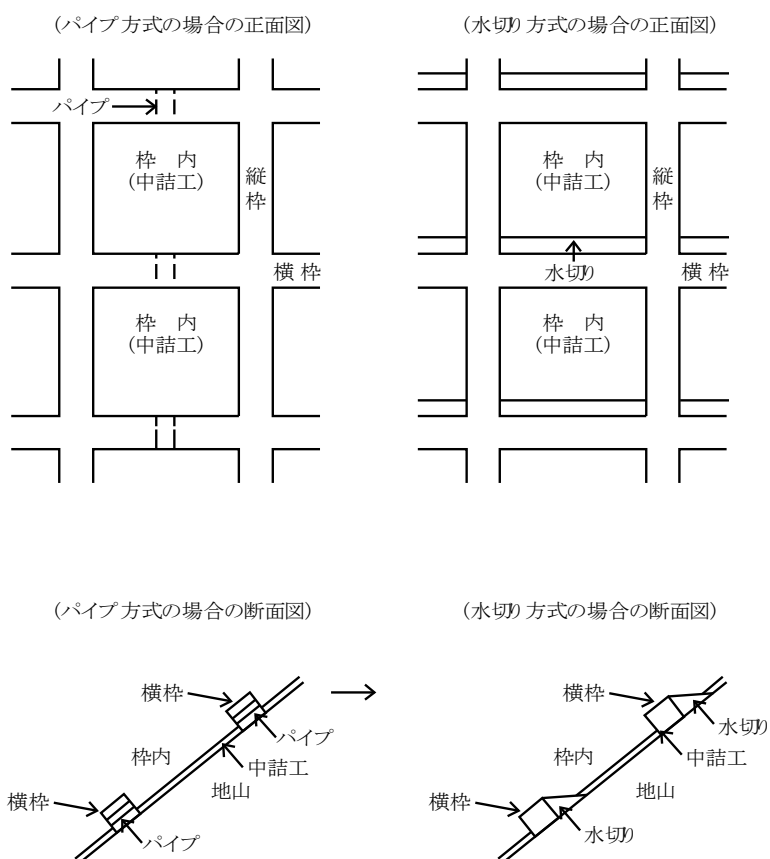 (パイプ方式の場合の正面図)
(水切り方式の場合の正面図)
パイプ
枠　内
(中詰工)
縦枠
横枠
枠　内
(中詰工)
枠　内
(中詰工)
縦枠
水切り
横枠
枠　内
(中詰工)
(パイプ方式の場合の断面図)
(水切り方式の場合の断面図)
横枠
パイプ
枠内
中詰工
地山
横枠
パイプ
横枠
水切り
枠内
中詰工
地山
横枠
水切り